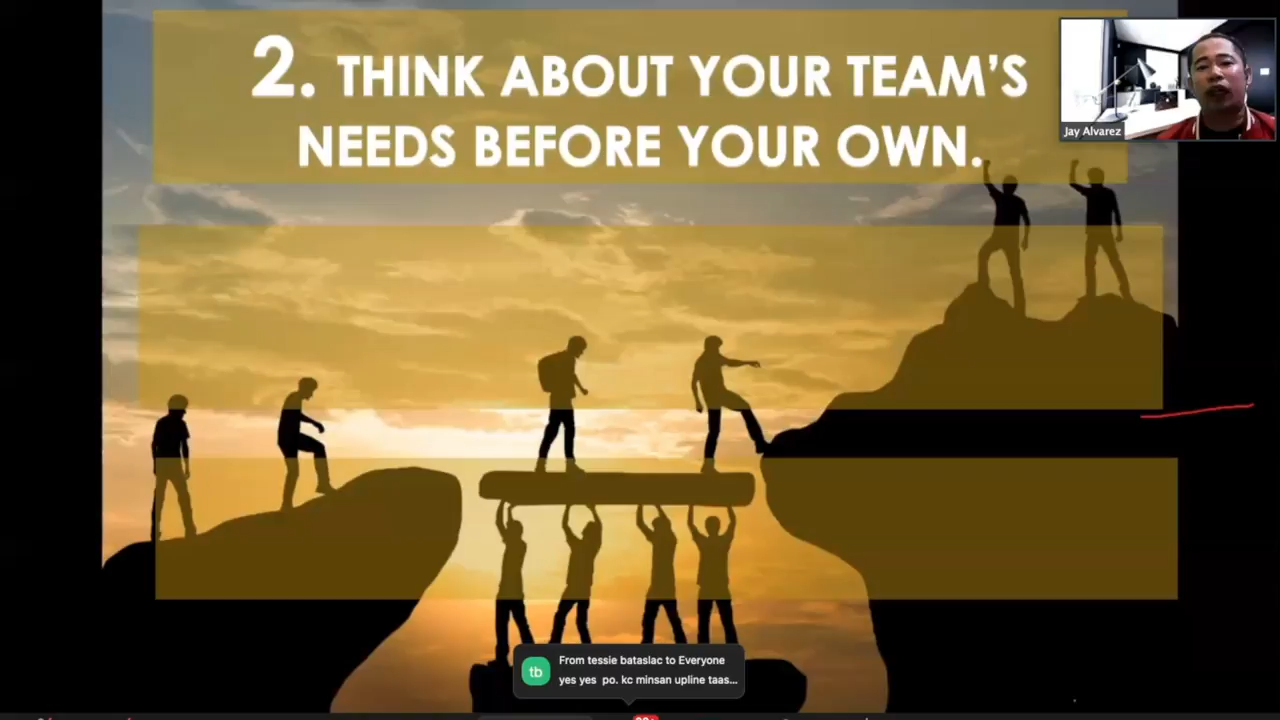 2. THINK ABOUT YOUR TEAM'S
NEEDS BEFORE YOUR OWN.
Jay Alvarez
tb
From tessie bataslac to Everyone
yes yes po. kc minsan upline taas...